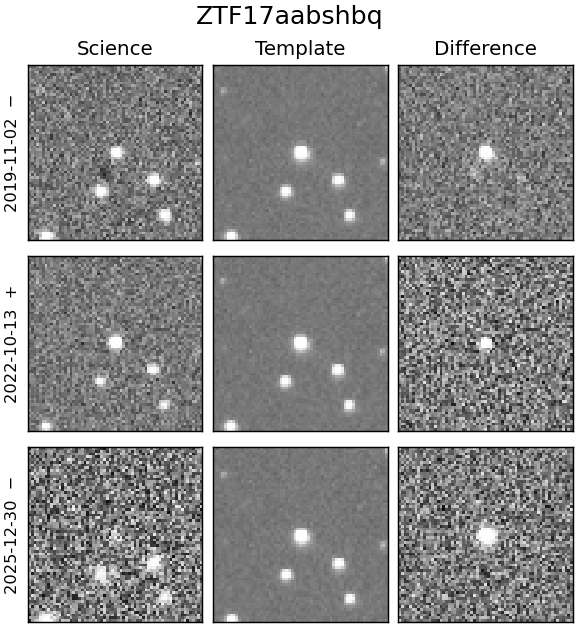 ZTF17aabshbq
Science Template Difference
2019-11-02 −
2022-10-13 +
2025-12-30 −